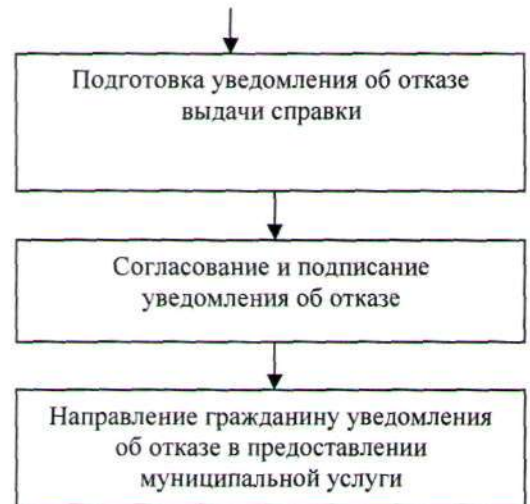 Подготовка уведомления об отказе
выдачи справки
Согласование и подписание
уведомления об отказе
Направление гражданину уведомления
об отказе в предоставлении
муниципальной услуги